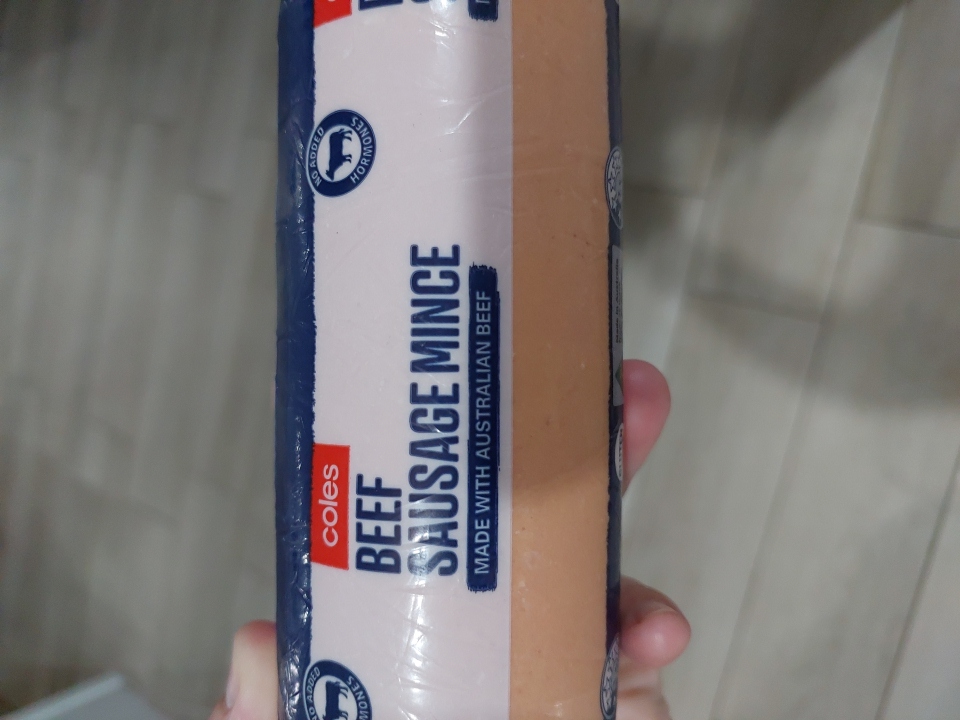 coles
BEEF
SAUSAGE MINCE
MADE WITH AUSTRALIAN BEEF
NO ADDED
HORMONES
NO ADDED
HORMONES